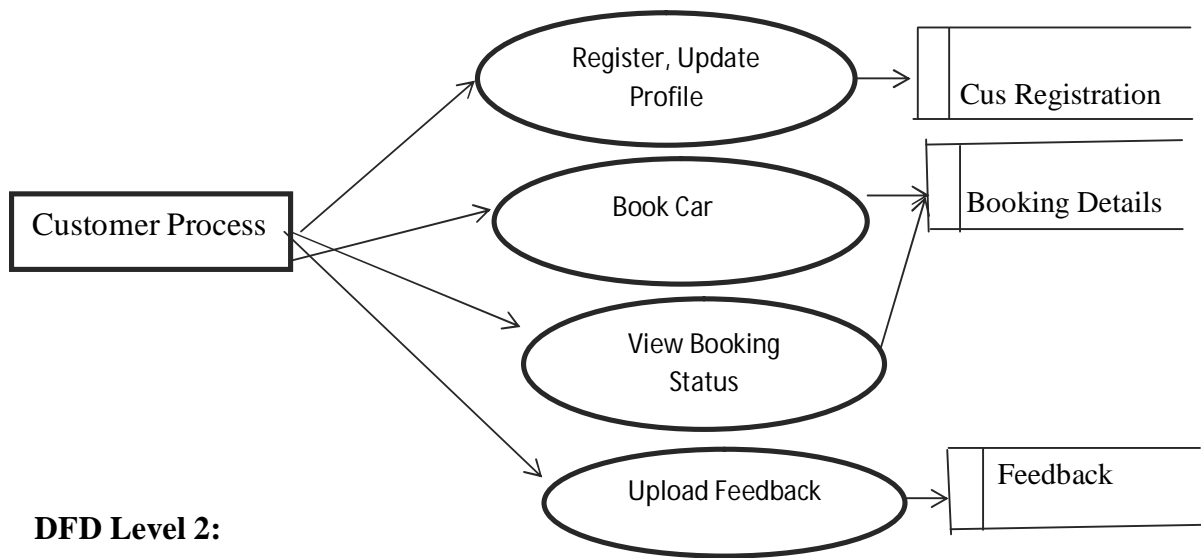 Register, Update
Profile
Cus Registration
Customer Process
Book Car
Booking Details
View Booking
Status
Upload Feedback
Feedback
DFD Level 2: